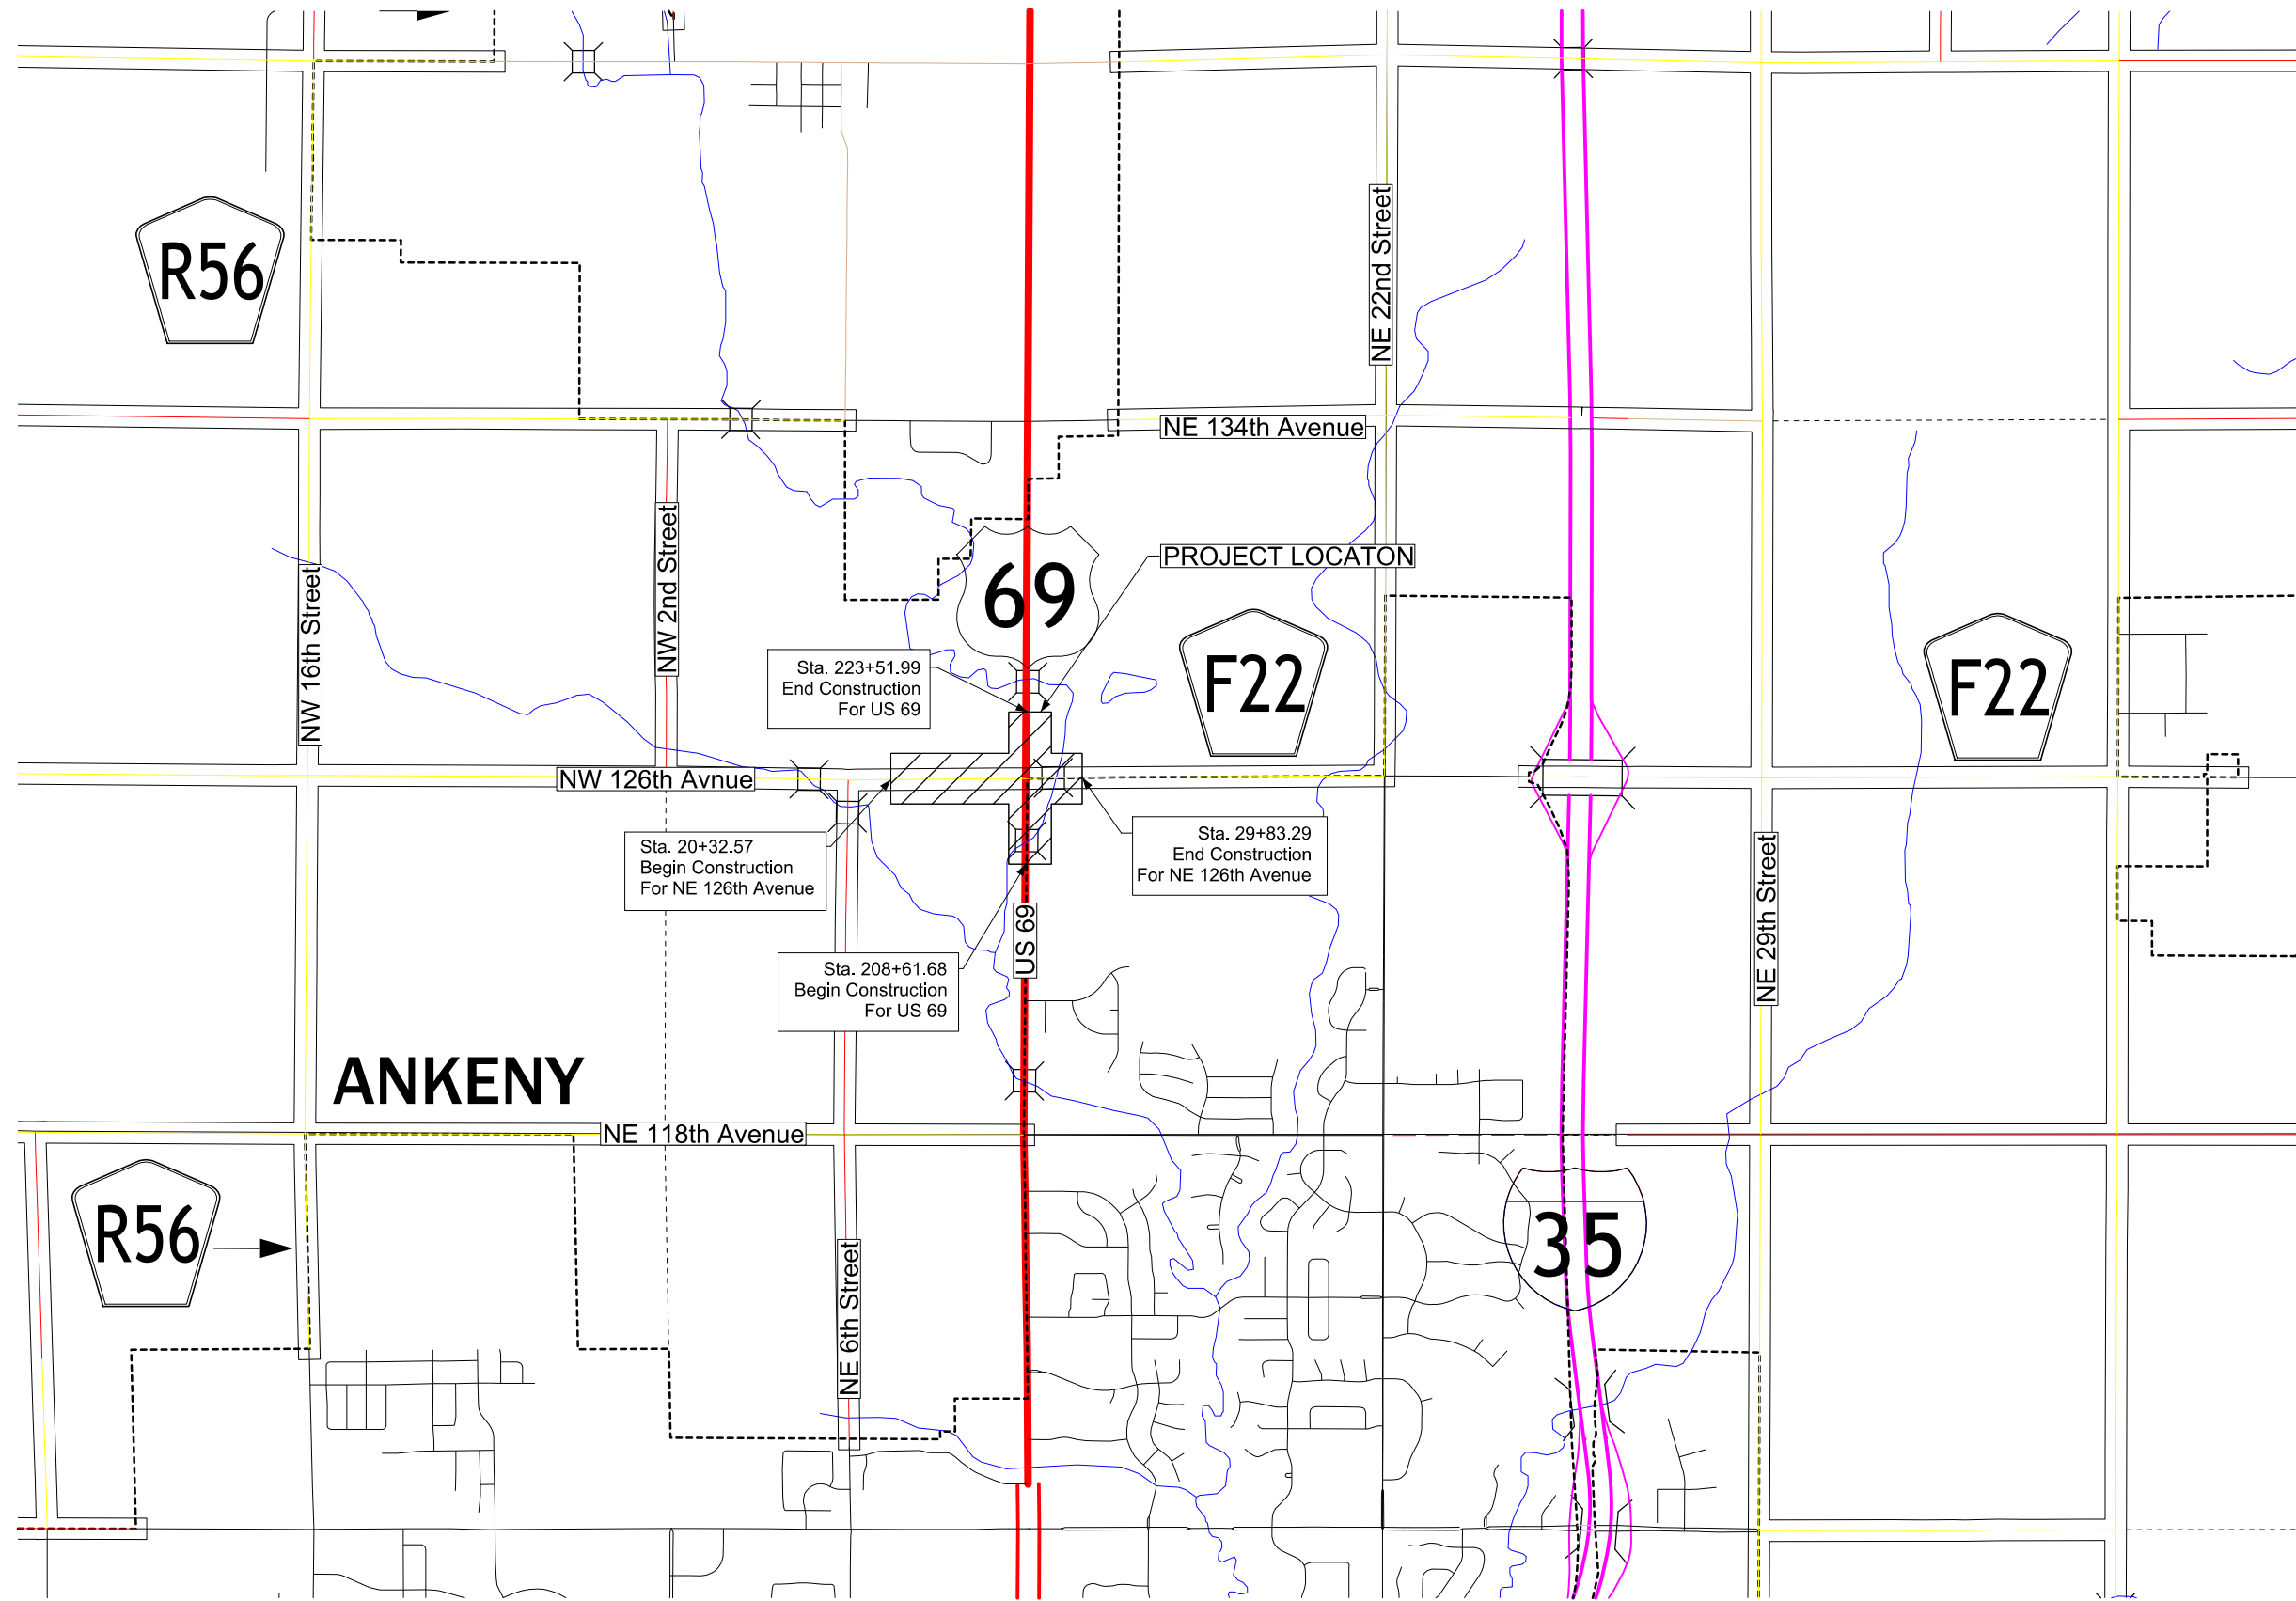 R56
NE 22nd Street
NE 134th Avenue
NW 2nd Street
PROJECT LOCATON
69
NW 16th Street
F22
F22
Sta. 223+51.99
End Construction
For US 69
NW 126th Avnue
Sta. 20+32.57
Begin Construction
For NE 126th Avenue
Sta. 29+83.29
End Construction
For NE 126th Avenue
US 69
NE 29th Street
Sta. 208+61.68
Begin Construction
For US 69
ANKENY
NE 118th Avenue
R56
35
NE 6th Street